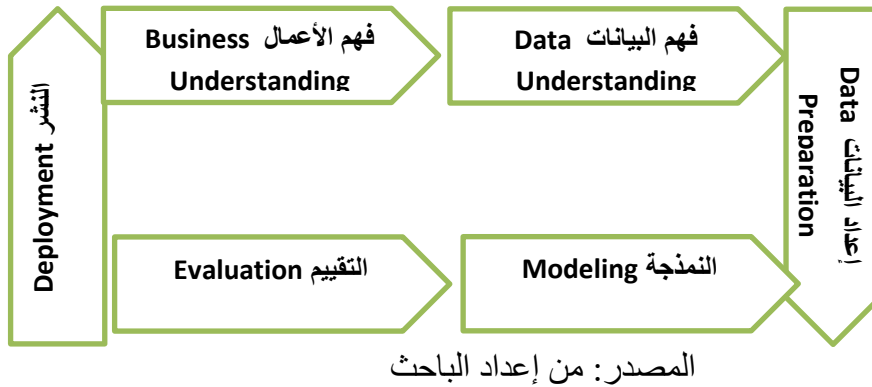 فهم الأعمال Business
Understanding
فهم البيانات Data
Understanding
إعداد البيانات Data
Preparation
النمذجة Modeling
التقييم Evaluation
النشر Deployment
المصدر: من إعداد الباحث